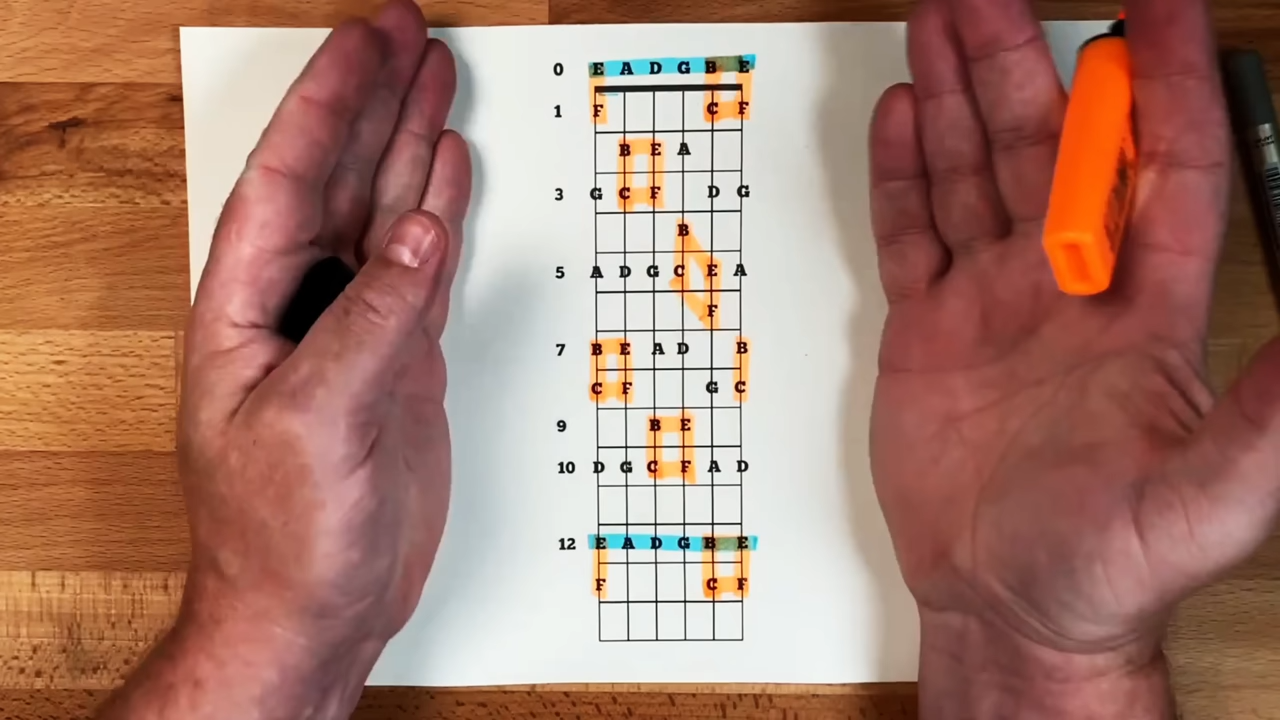 0 E A D G B E
1 F C F
B E A
3 G C F D G
B
5 A D G C E A
F
7 B E A D B
C F G C
9 B E
10 D G C F A D
12 E A D G B E
F C F